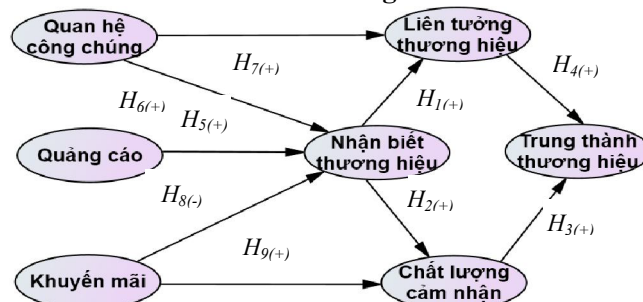 Quan hệ
công chúng
Liên tưởng
thương hiệu
H7(+)
H4(+)
H6(+)
H5(+)
H1(+)
Quảng cáo
Nhận biết
thương hiệu
Trung thành
thương hiệu
H8(-)
H2(+)
H9(+)
H3(+)
Khuyến mãi
Chất lượng
cảm nhận